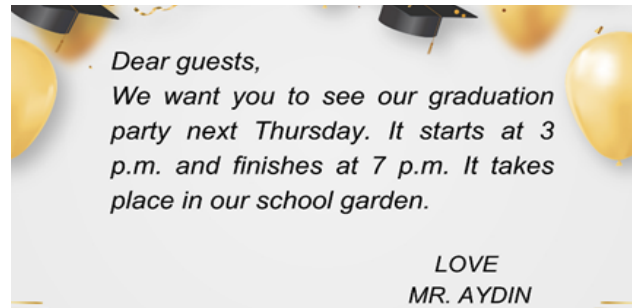 Dear guests,
We want you to see our graduation
party next Thursday. It starts at 3
p.m. and finishes at 7 p.m. It takes
place in our school garden.
LOVE
MR. AYDIN